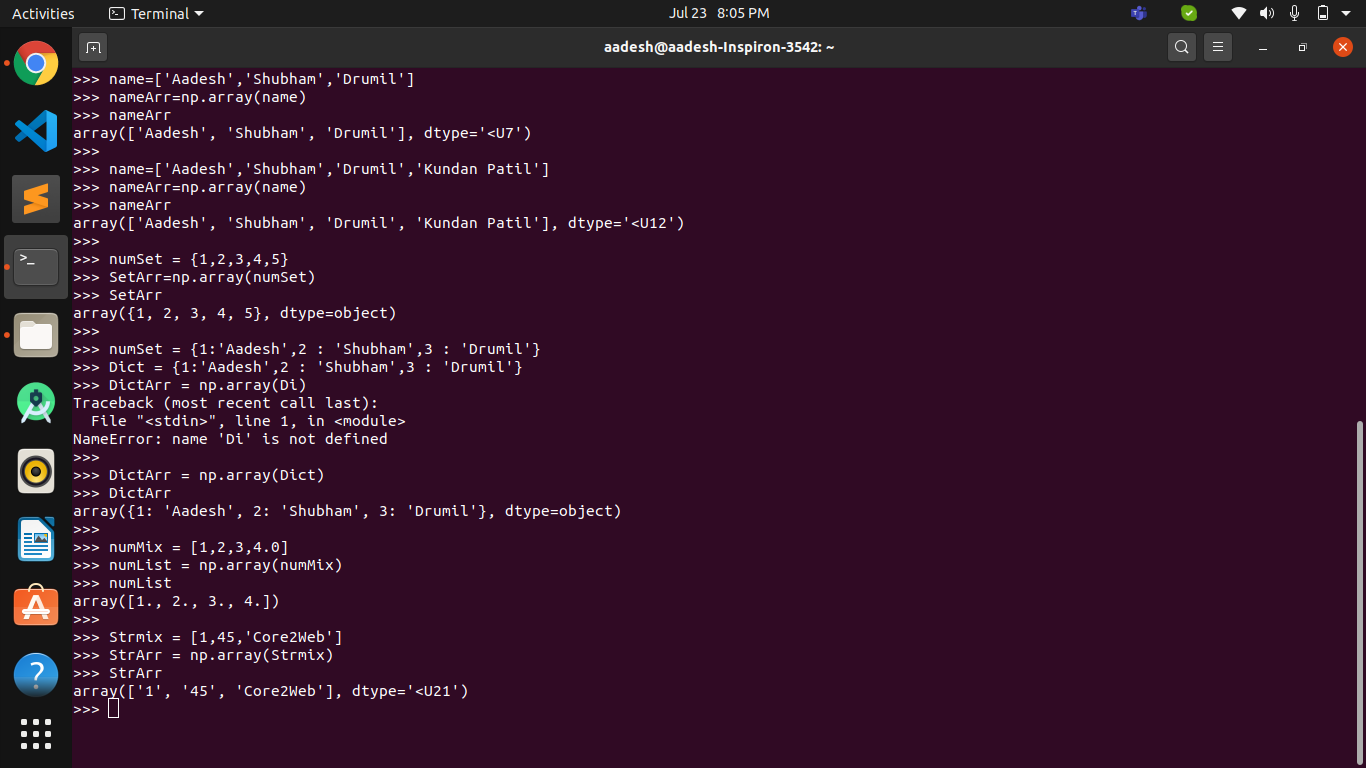 Activities Terminal Jul 23 8:05 PM
aadesh@aadesh-Inspiron-3542: ~
>>> name=['Aadesh','Shubham','Drumil']
>>> nameArr=np.array(name)
>>> nameArr
array(['Aadesh', 'Shubham', 'Drumil'], dtype='<U7')
>>>
>>> name=['Aadesh','Shubham','Drumil','Kundan Patil']
>>> nameArr=np.array(name)
>>> nameArr
array(['Aadesh', 'Shubham', 'Drumil', 'Kundan Patil'], dtype='<U12')
>>>
>>> numSet = {1,2,3,4,5}
>>> SetArr=np.array(numSet)
>>> SetArr
array({1, 2, 3, 4, 5}, dtype=object)
>>>
>>> numSet = {1:'Aadesh',2 : 'Shubham',3 : 'Drumil'}
>>> Dict = {1:'Aadesh',2 : 'Shubham',3 : 'Drumil'}
>>> DictArr = np.array(Di)
Traceback (most recent call last):
  File "<stdin>", line 1, in <module>
NameError: name 'Di' is not defined
>>>
>>> DictArr = np.array(Dict)
>>> DictArr
array({1: 'Aadesh', 2: 'Shubham', 3: 'Drumil'}, dtype=object)
>>>
>>> numMix = [1,2,3,4.0]
>>> numList = np.array(numMix)
>>> numList
array([1., 2., 3., 4.])
>>>
>>> Strmix = [1,45,'Core2Web']
>>> StrArr = np.array(Strmix)
>>> StrArr
array(['1', '45', 'Core2Web'], dtype='<U21')
>>>